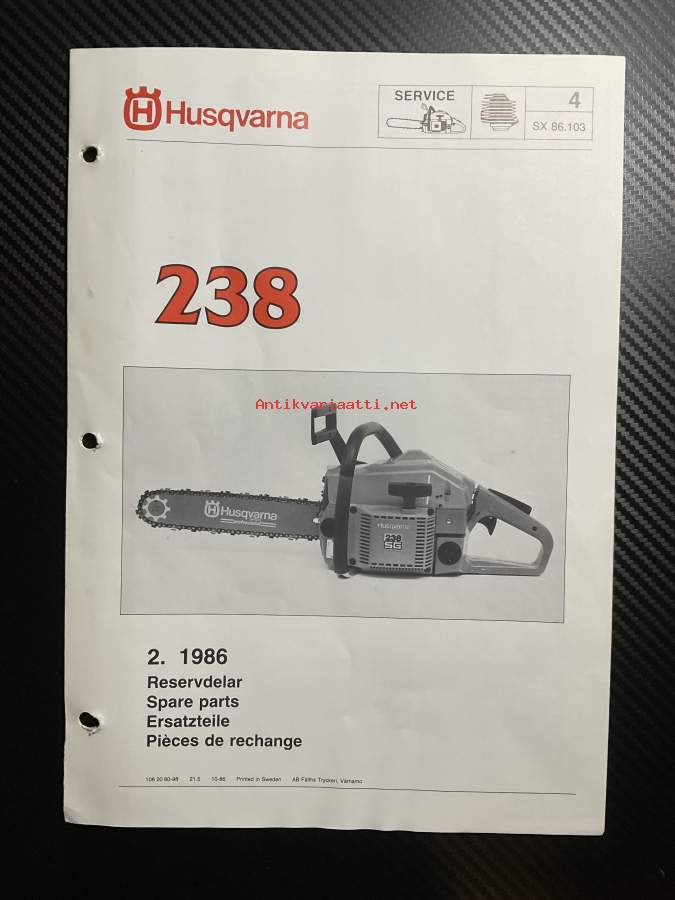 Husqvarna
SERVICE
4
SX 86.103
238
Antikvariaatti.net
Husqvarna
Husqvarna
238
SG
2. 1986
Reservdelar
Spare parts
Ersatzteile
Pièces de rechange
106 20 80-98 21.5 10-86 Printed in Sweden AB Fälths Tryckeri, Värnamo